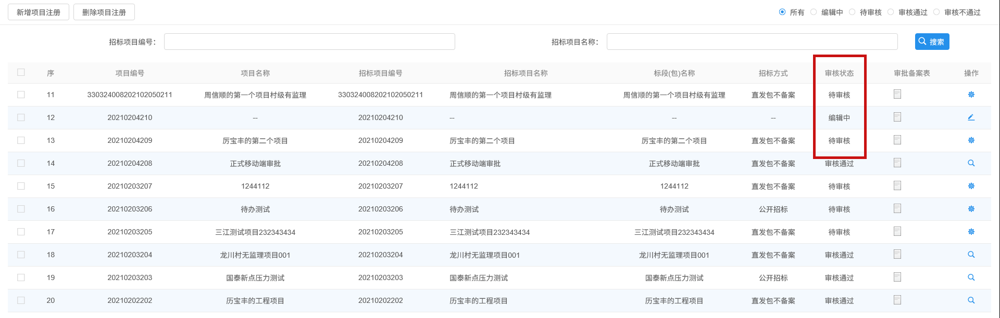 新增项目注册 删除项目注册 所有 编辑中 待审核 审核通过 审核不通过
招标项目编号: 招标项目名称: 搜索
序 项目编号 项目名称 招标项目编号 招标项目名称 标段(包)名称 招标方式 审核状态 审批备案表 操作
11 330324008202102050211 周信顺的第一个项目村级有监理 330324008202102050211 周信顺的第一个项目村级有监理 周信顺的第一个项目村级有监理 直发包不备案 待审核
12 20210204210 -- 20210204210 -- -- -- 编辑中
13 20210204209 厉宝丰的第二个项目 20210204209 厉宝丰的第二个项目 厉宝丰的第二个项目 直发包不备案 待审核
14 20210204208 正式移动端审批 20210204208 正式移动端审批 正式移动端审批 直发包不备案 审核通过
15 20210203207 1244112 20210203207 1244112 1244112 直发包不备案 待审核
16 20210203206 待办测试 20210203206 待办测试 待办测试 公开招标 待审核
17 20210203205 三江测试项目232343434 20210203205 三江测试项目232343434 三江测试项目232343434 直发包不备案 待审核
18 20210203204 龙川村无监理项目001 20210203204 龙川村无监理项目001 龙川村无监理项目001 直发包不备案 审核通过
19 20210203203 国泰新点压力测试 20210203203 国泰新点压力测试 国泰新点压力测试 公开招标 审核通过
20 20210202202 历宝丰的工程项目 20210202202 历宝丰的工程项目 历宝丰的工程项目 直发包不备案 审核通过